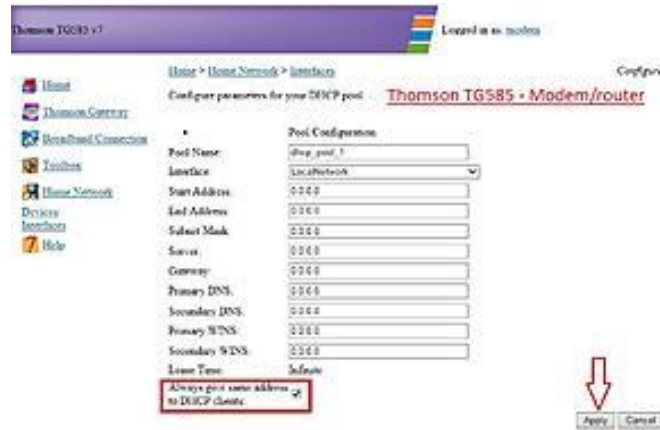 Thomson TG585 v7
Logged in as: modem
Home > Home Network > Interfaces
Configure
Configure parameters for your DHCP pool.
Thomson TG585 - Modem/router
Home
Thomson Gateway
Broadband Connection
Toolbox
Home Network
Devices
Interfaces
Help
Pool Configuration
Pool Name:
dhcp_pool_1
Interface:
LocalNetwork
Start Address:
0.0.0.0
End Address:
0.0.0.0
Subnet Mask:
0.0.0.0
Server:
0.0.0.0
Gateway:
0.0.0.0
Primary DNS:
0.0.0.0
Secondary DNS:
0.0.0.0
Primary WINS:
0.0.0.0
Secondary WINS:
0.0.0.0
Lease Time:
Infinite
Always give same address
to DHCP clients:
Apply
Cancel